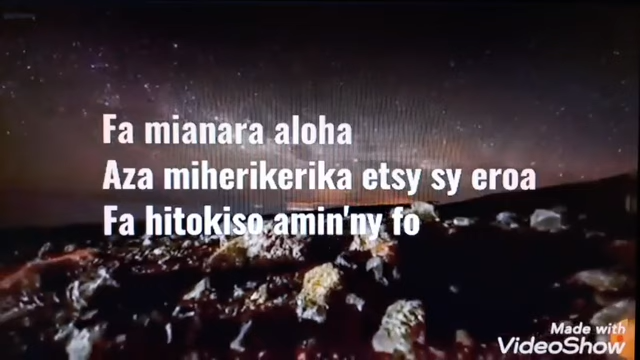 Fa mianara aloha
Aza miherikerika etsy sy eroa
Fa hitokiso amin'ny fo
Made with
VideoShow